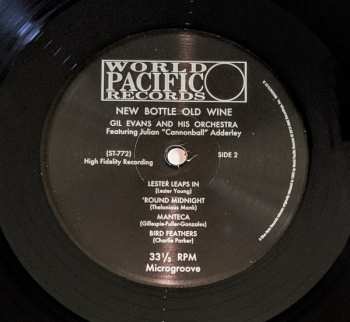 WORLD
PACIFIC
RECORDS
NEW BOTTLE OLD WINE
GIL EVANS AND HIS ORCHESTRA
Featuring Julian "Cannonball" Adderley
(ST-772)
High Fidelity Recording
SIDE 2
LESTER LEAPS IN
(Lester Young)
'ROUND MIDNIGHT
(Thelonious Monk)
MANTECA
(Gillespie-Fuller-Gonzales)
BIRD FEATHERS
(Charlie Parker)
33⅓ RPM
Microgroove